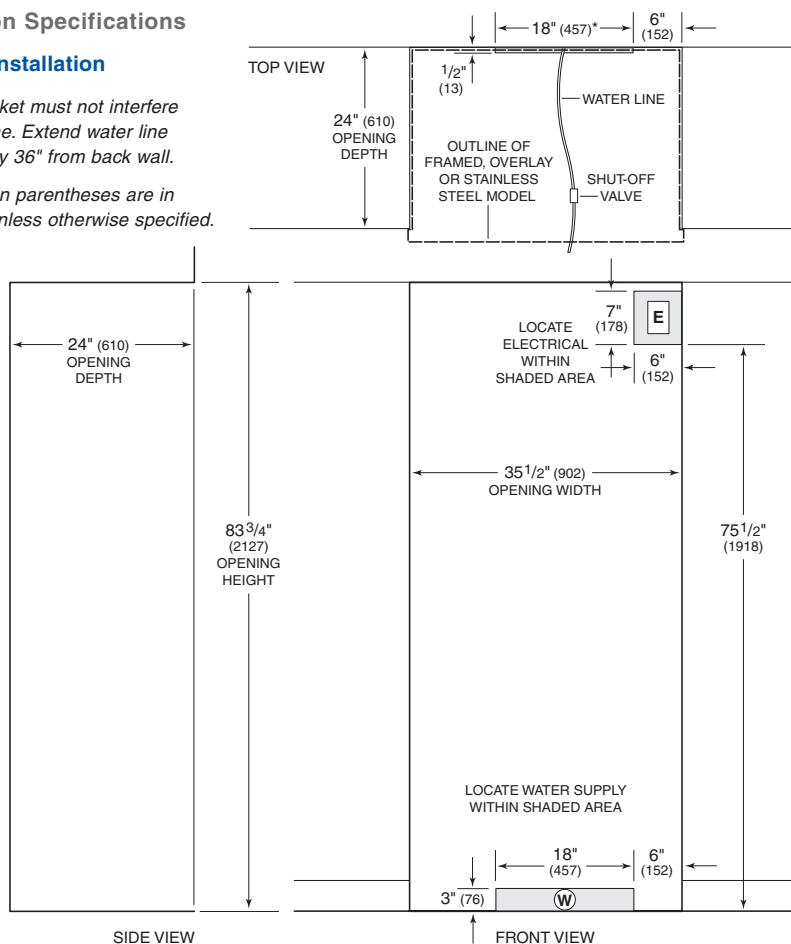 on Specifications
nstallation
ket must not interfere
e. Extend water line
y 36" from back wall.
n parentheses are in
nless otherwise specified.
TOP VIEW
18" (457)*
6"
(152)
1/2"
(13)
24" (610)
OPENING
DEPTH
WATER LINE
OUTLINE OF
FRAMED, OVERLAY
OR STAINLESS
STEEL MODEL
SHUT-OFF
VALVE
24" (610)
OPENING
DEPTH
83 3/4"
(2127)
OPENING
HEIGHT
7"
(178)
E
LOCATE
ELECTRICAL
WITHIN
SHADED AREA
6"
(152)
35 1/2" (902)
OPENING WIDTH
75 1/2"
(1918)
LOCATE WATER SUPPLY
WITHIN SHADED AREA
18"
(457)
6"
(152)
3" (76)
W
SIDE VIEW
FRONT VIEW